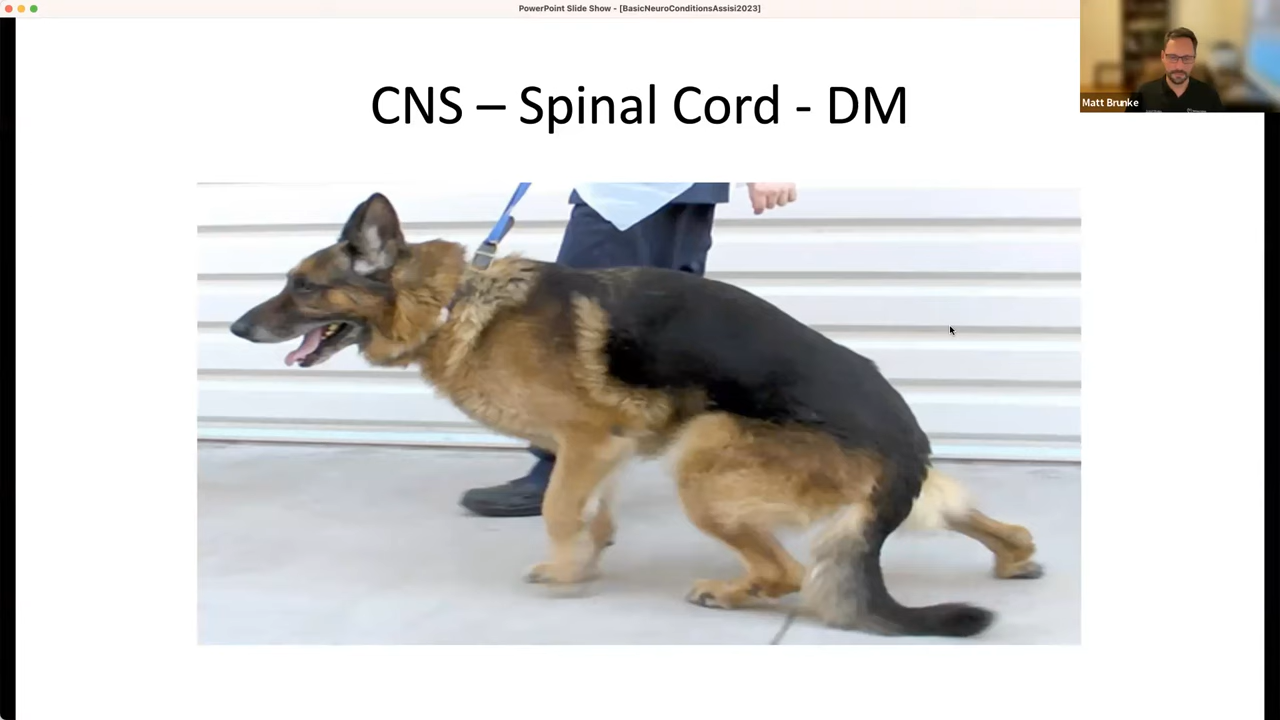 PowerPoint Slide Show - [BasicNeuroConditionsAssisi2023]
CNS – Spinal Cord - DM
Matt Brunke